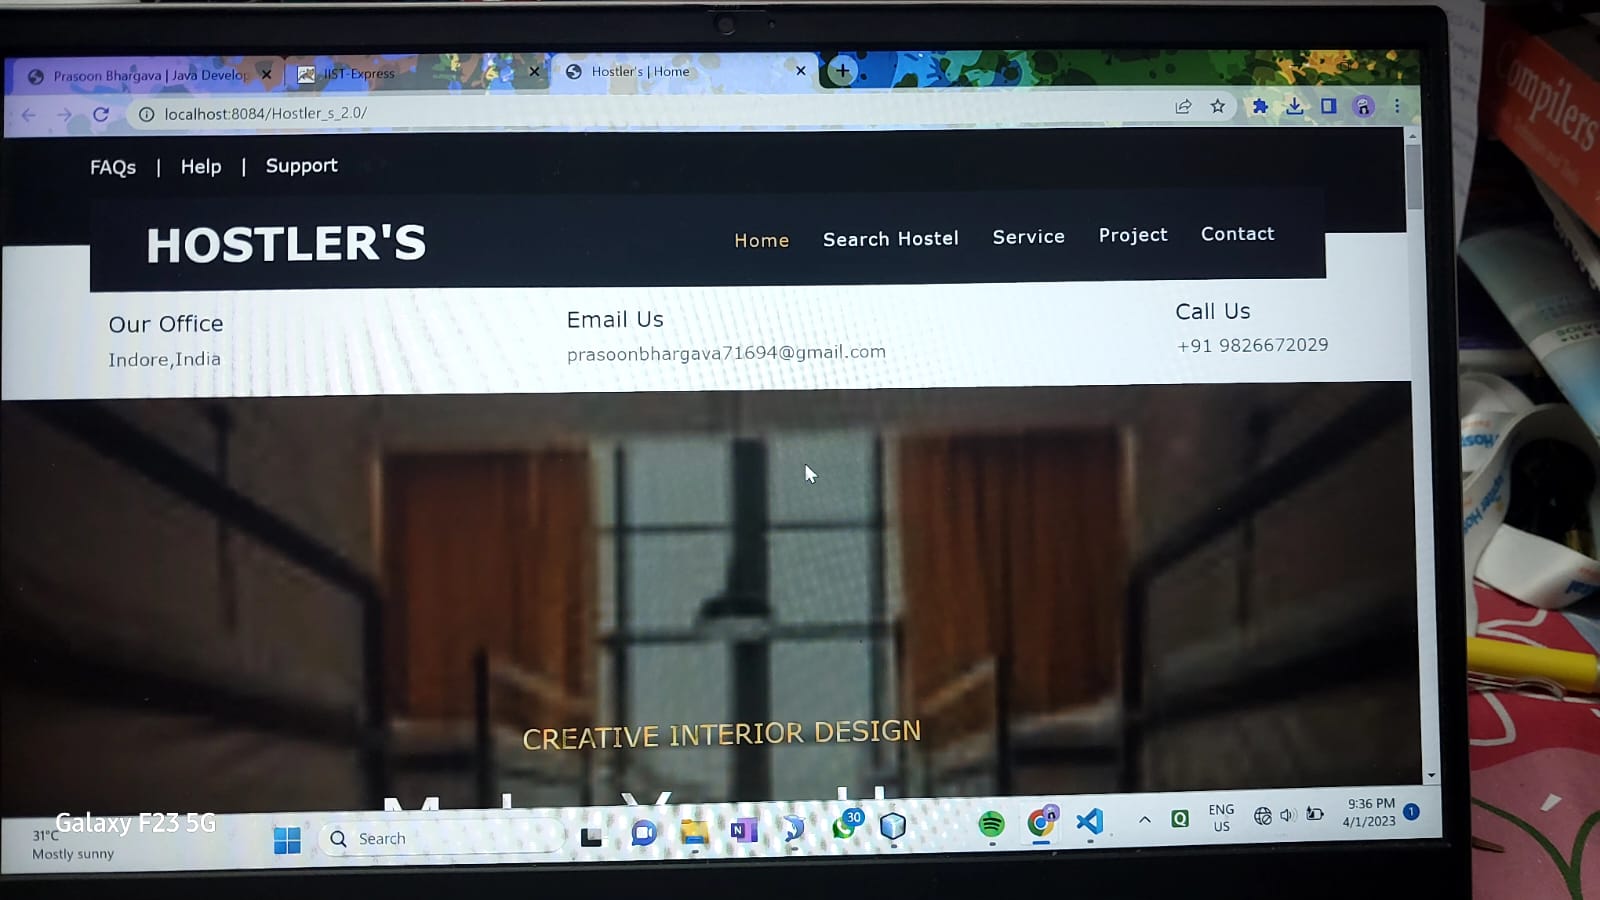 Prasoon Bhargava | Java Develop
IIST-Express
Hostler's | Home
localhost:8084/Hostler_s_2.0/
FAQs | Help | Support
HOSTLER'S
Home Search Hostel Service Project Contact
Our Office
Indore,India
Email Us
prasoonbhargava71694@gmail.com
Call Us
+91 9826672029
CREATIVE INTERIOR DESIGN
Galaxy F23 5G
31°C
Mostly sunny
Search
30
ENG
US
9:36 PM
4/1/2023
1
Compilers